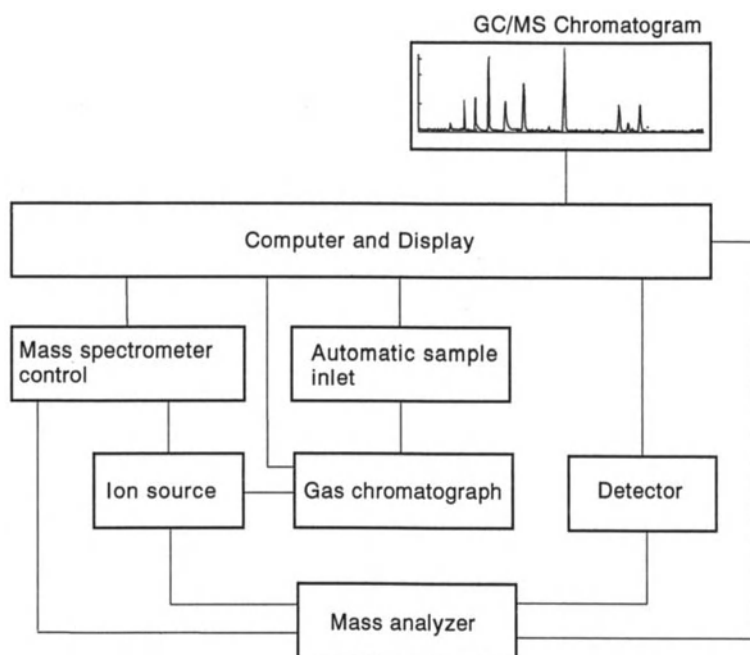 GC/MS Chromatogram
Computer and Display
Mass spectrometer
control
Automatic sample
inlet
Ion source
Gas chromatograph
Detector
Mass analyzer